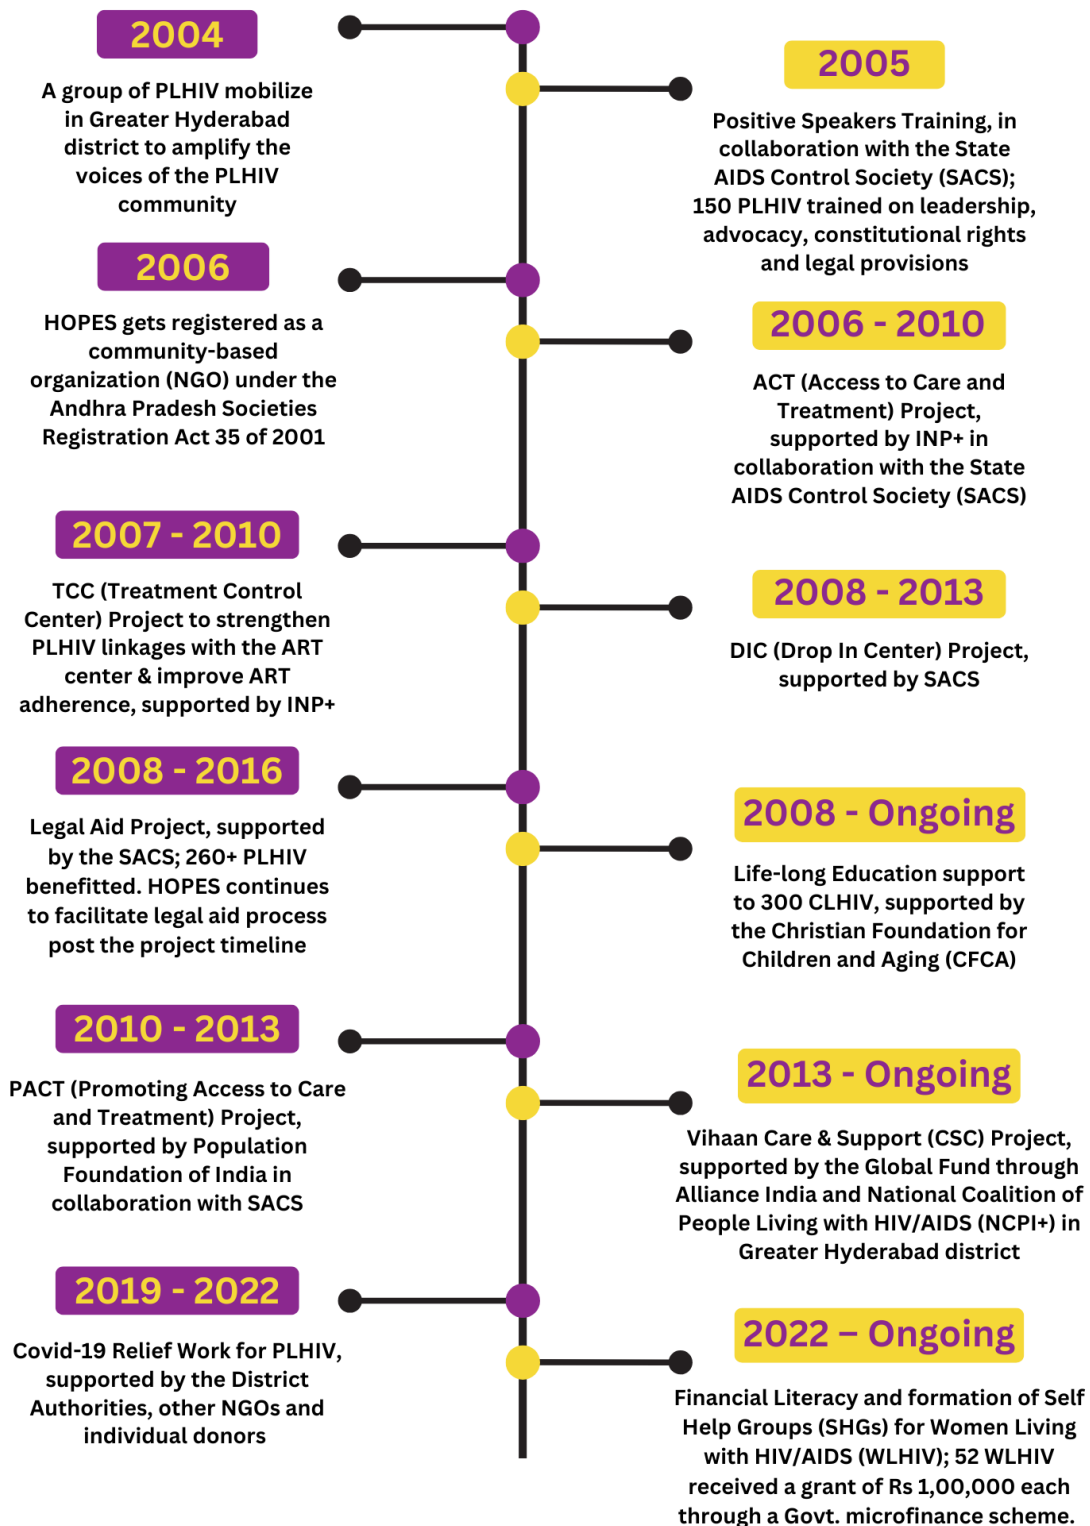 2004
A group of PLHIV mobilize
in Greater Hyderabad
district to amplify the
voices of the PLHIV
community
2005
Positive Speakers Training, in
collaboration with the State
AIDS Control Society (SACS);
150 PLHIV trained on leadership,
advocacy, constitutional rights
and legal provisions
2006
HOPES gets registered as a
community-based
organization (NGO) under the
Andhra Pradesh Societies
Registration Act 35 of 2001
2006 - 2010
ACT (Access to Care and
Treatment) Project,
supported by INP+ in
collaboration with the State
AIDS Control Society (SACS)
2007 - 2010
TCC (Treatment Control
Center) Project to strengthen
PLHIV linkages with the ART
center & improve ART
adherence, supported by INP+
2008 - 2013
DIC (Drop In Center) Project,
supported by SACS
2008 - 2016
Legal Aid Project, supported
by the SACS; 260+ PLHIV
benefitted. HOPES continues
to facilitate legal aid process
post the project timeline
2008 - Ongoing
Life-long Education support
to 300 CLHIV, supported by
the Christian Foundation for
Children and Aging (CFCA)
2010 - 2013
PACT (Promoting Access to Care
and Treatment) Project,
supported by Population
Foundation of India in
collaboration with SACS
2013 - Ongoing
Vihaan Care & Support (CSC) Project,
supported by the Global Fund through
Alliance India and National Coalition of
People Living with HIV/AIDS (NCPI+) in
Greater Hyderabad district
2019 - 2022
Covid-19 Relief Work for PLHIV,
supported by the District
Authorities, other NGOs and
individual donors
2022 – Ongoing
Financial Literacy and formation of Self
Help Groups (SHGs) for Women Living
with HIV/AIDS (WLHIV); 52 WLHIV
received a grant of Rs 1,00,000 each
through a Govt. microfinance scheme.